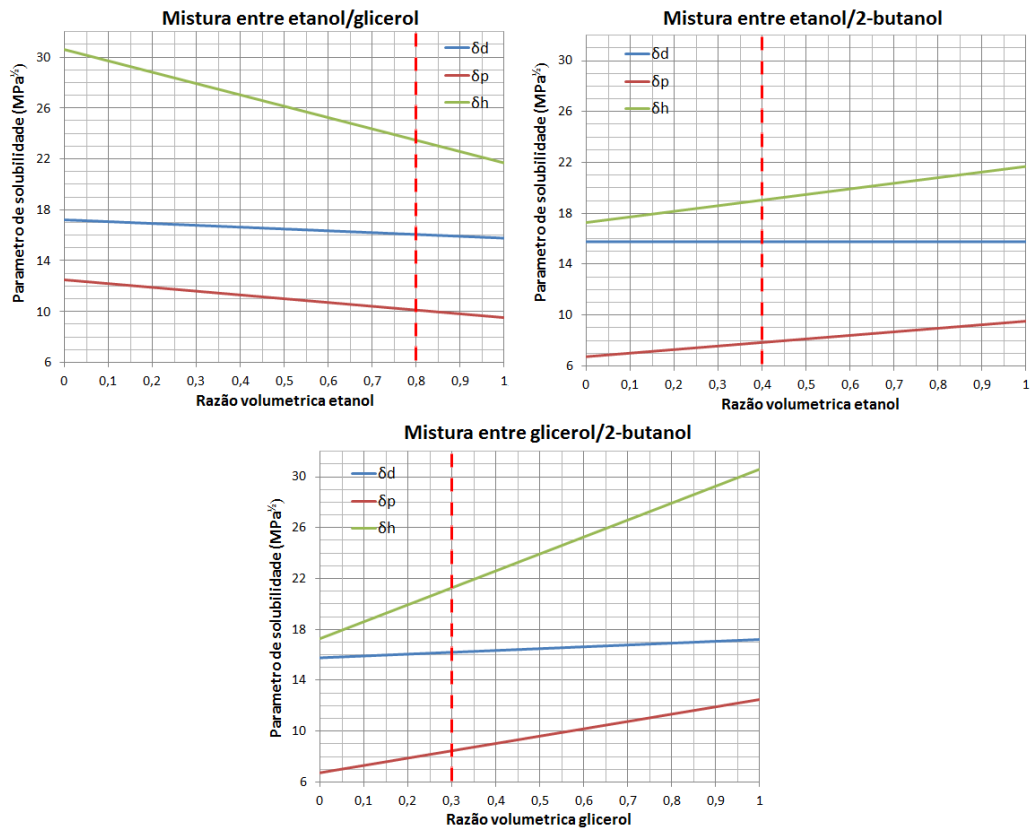 Mistura entre etanol/glicerol
Parametro de solubilidade (MPa½)
30
26
22
18
14
10
6
δd
δp
δh
0 0,1 0,2 0,3 0,4 0,5 0,6 0,7 0,8 0,9 1
Razão volumetrica etanol
Mistura entre etanol/2-butanol
Parametro de solubilidade (MPa½)
30
26
22
18
14
10
6
δd
δp
δh
0 0,1 0,2 0,3 0,4 0,5 0,6 0,7 0,8 0,9 1
Razão volumetrica etanol
Mistura entre glicerol/2-butanol
Parametro de solubilidade (MPa½)
30
26
22
18
14
10
6
δd
δp
δh
0 0,1 0,2 0,3 0,4 0,5 0,6 0,7 0,8 0,9 1
Razão volumetrica glicerol